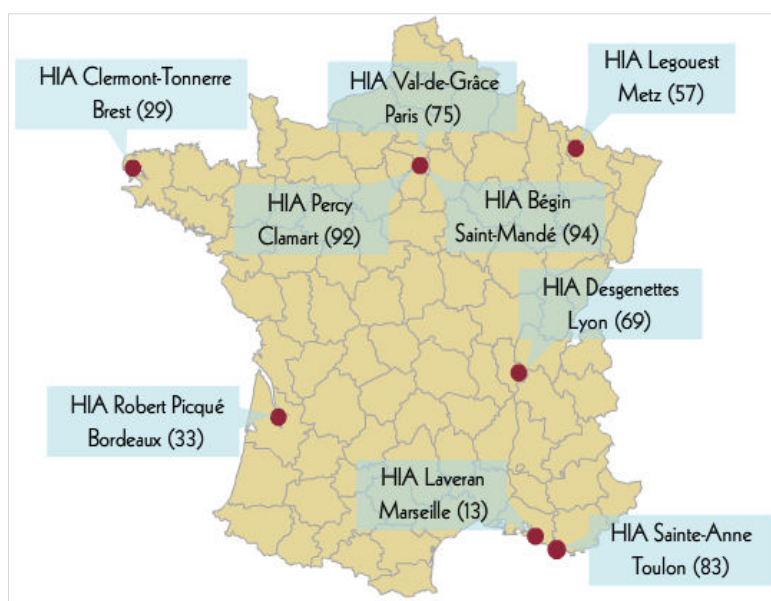 HIA Clermont-Tonnerre
Brest (29)
HIA Val-de-Grâce
Paris (75)
HIA Legouest
Metz (57)
HIA Percy
Clamart (92)
HIA Bégin
Saint-Mandé (94)
HIA Desgenettes
Lyon (69)
HIA Robert Picqué
Bordeaux (33)
HIA Laveran
Marseille (13)
HIA Sainte-Anne
Toulon (83)